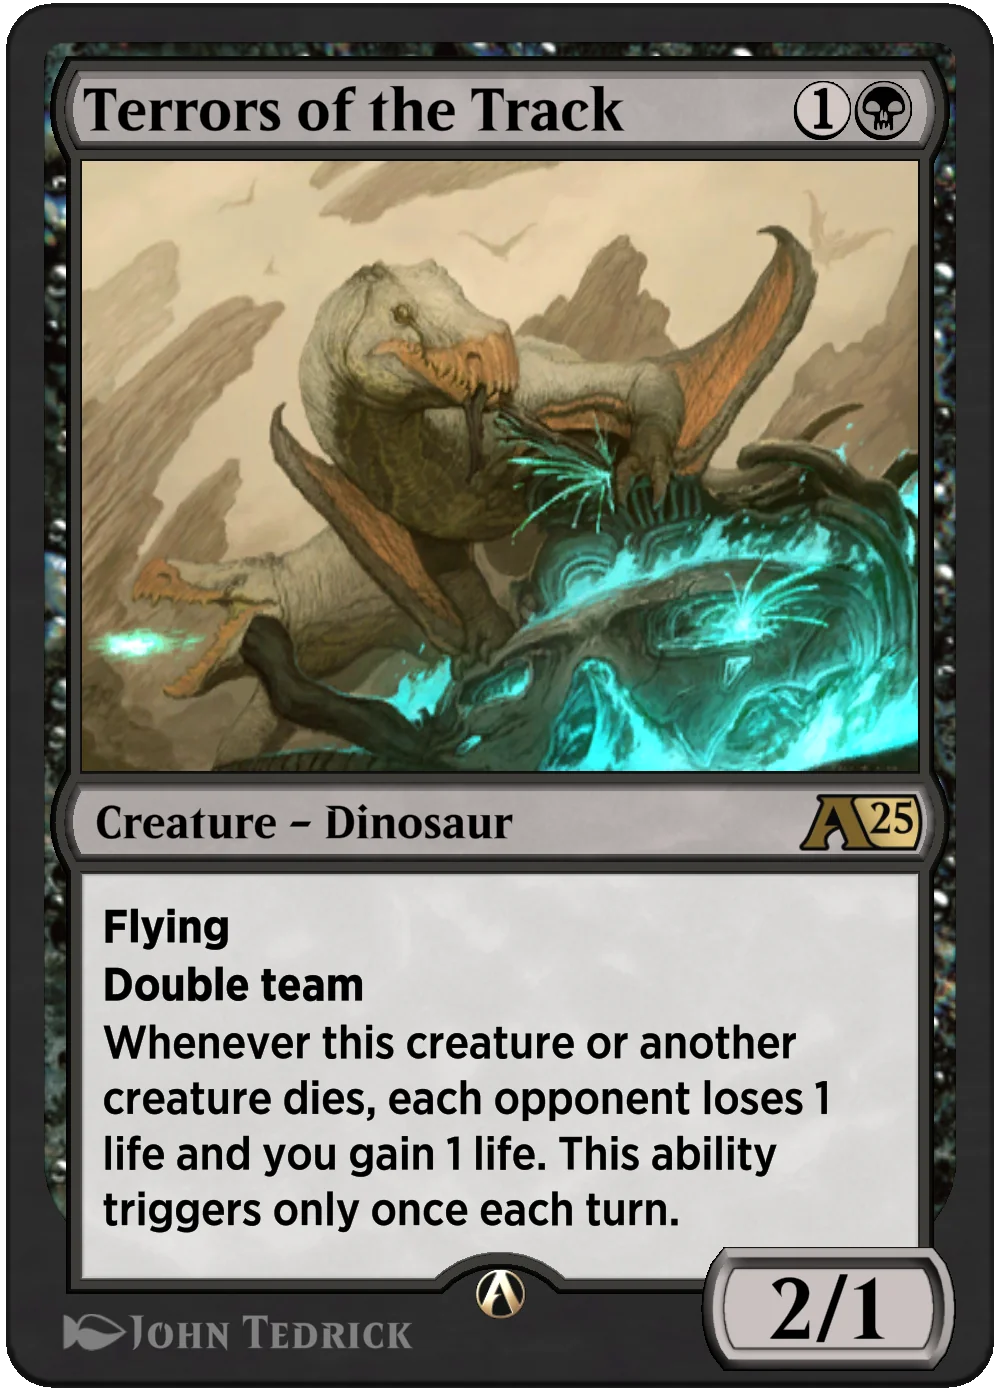 Terrors of the Track 1
Creature – Dinosaur A25
Flying
Double team
Whenever this creature or another
creature dies, each opponent loses 1
life and you gain 1 life. This ability
triggers only once each turn.
2/1
John Tedrick